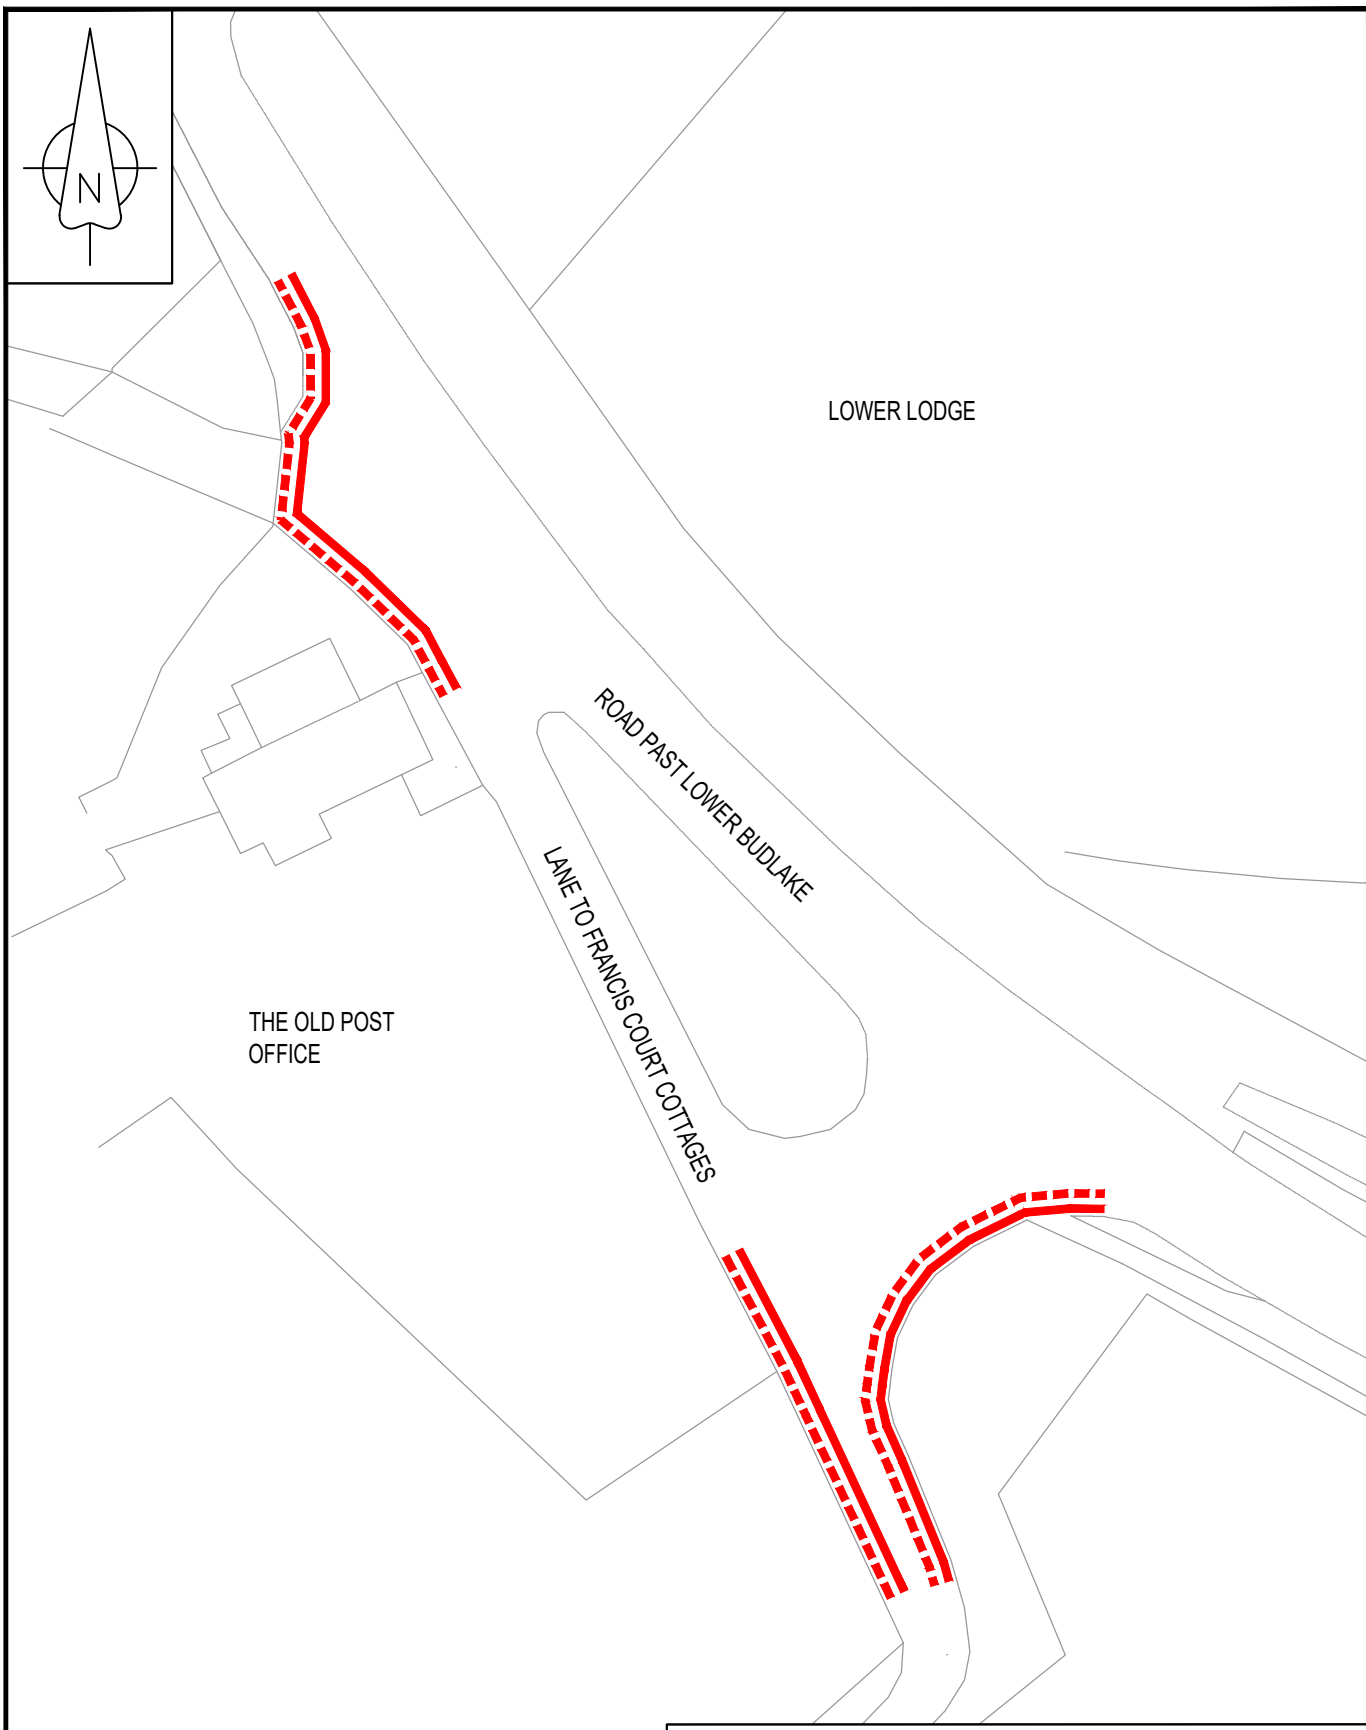 N
LOWER LODGE
ROAD PAST LOWER BUDLAKE
LANE TO FRANCIS COURT COTTAGES
THE OLD POST
OFFICE